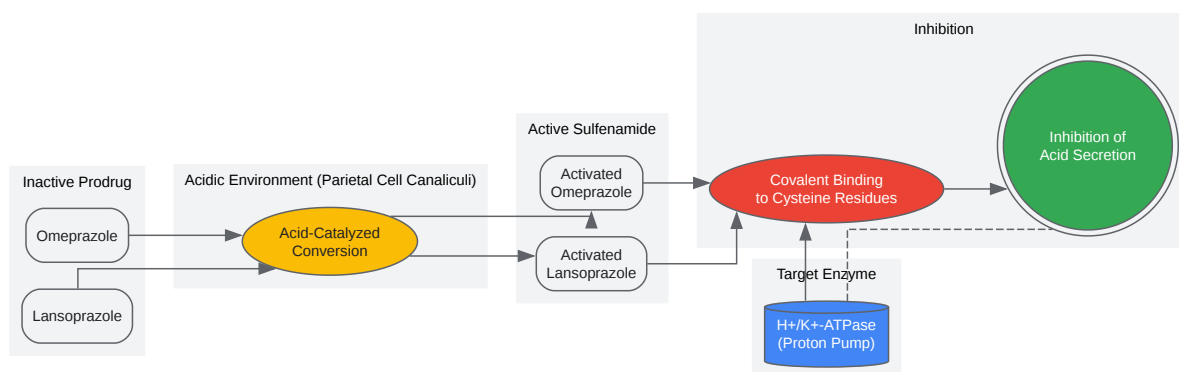 Inactive Prodrug
Omeprazole
Lansoprazole
Acidic Environment (Parietal Cell Canaliculi)
Acid-Catalyzed
Conversion
Active Sulfenamide
Activated
Omeprazole
Activated
Lansoprazole
Inhibition
Covalent Binding
to Cysteine Residues
Inhibition of
Acid Secretion
Target Enzyme
H+/K+-ATPase
(Proton Pump)